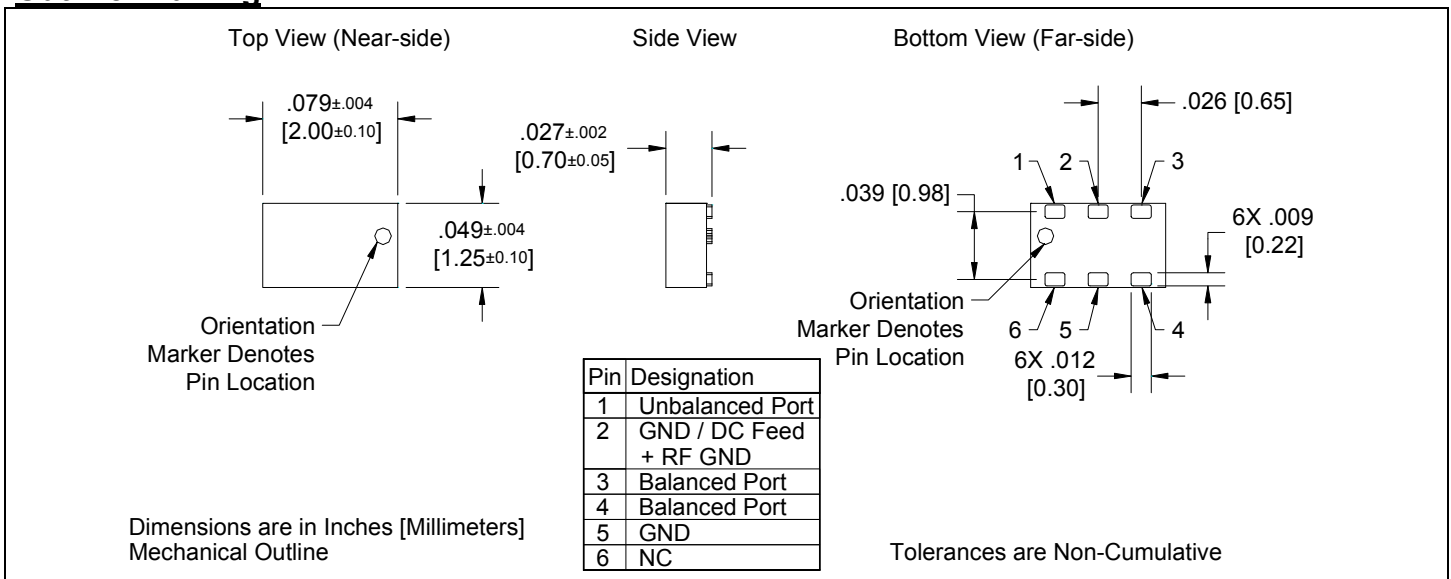 Top View (Near-side)
Side View
Bottom View (Far-side)
.079±.004
[2.00±0.10]
.027±.002
[0.70±0.05]
.026 [0.65]
1
2
3
.039 [0.98]
.049±.004
[1.25±0.10]
6X .009
[0.22]
Orientation
Marker Denotes
Pin Location
Orientation
Marker Denotes
Pin Location
6
5
4
6X .012
[0.30]
Pin Designation
1 Unbalanced Port
2 GND / DC Feed
+ RF GND
3 Balanced Port
4 Balanced Port
5 GND
6 NC
Dimensions are in Inches [Millimeters]
Mechanical Outline
Tolerances are Non-Cumulative